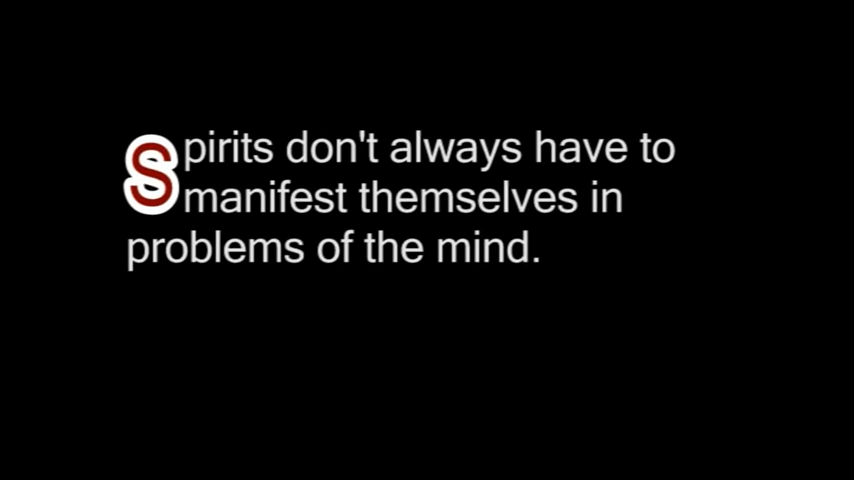 Spirits don't always have to
manifest themselves in
problems of the mind.